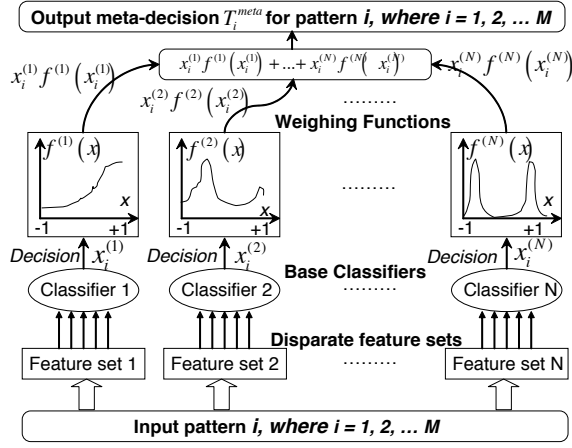 Output meta-decision T_i^{meta} for pattern i, where i = 1, 2, ... M
x_i^{(1)} f^{(1)}(x_i^{(1)}) + ...+ x_i^{(N)} f^{(N)}( x_i^{(N)})
x_i^{(1)} f^{(1)}(x_i^{(1)})
x_i^{(2)} f^{(2)}(x_i^{(2)})
x_i^{(N)} f^{(N)}(x_i^{(N)})
.........
Weighing Functions
f^{(1)}(x)
x
-1 +1
f^{(2)}(x)
x
-1 +1
.........
f^{(N)}(x)
x
-1 +1
Decision x_i^{(1)}
Decision x_i^{(2)}
Decision x_i^{(N)}
Base Classifiers
Classifier 1
Classifier 2
.........
Classifier N
Disparate feature sets
Feature set 1
Feature set 2
.........
Feature set N
Input pattern i, where i = 1, 2, ... M